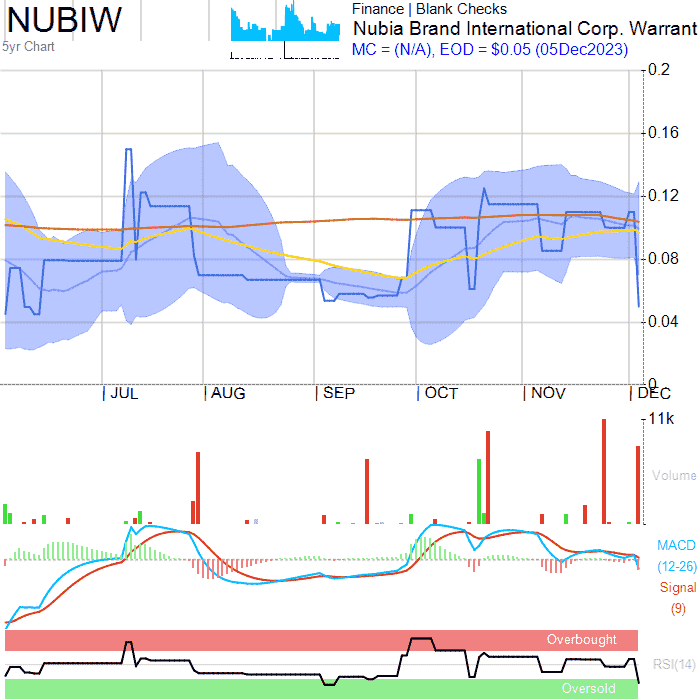 NUBIW
5yr Chart
Finance | Blank Checks
Nubia Brand International Corp. Warrant
MC = (N/A), EOD = $0.05 (05Dec2023)
0.2
0.16
0.12
0.08
0.04
0
JUL AUG SEP OCT NOV DEC
11k
Volume
MACD
(12-26)
Signal
(9)
Overbought
RSI(14)
Oversold